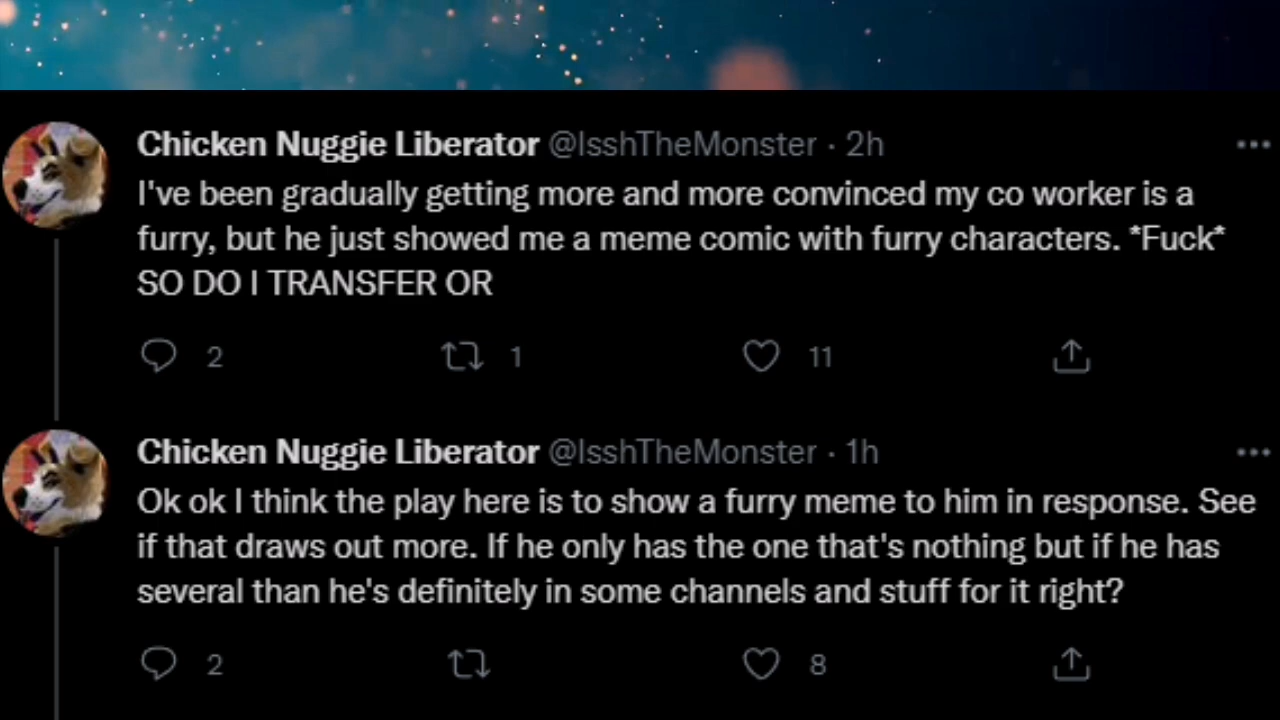 Chicken Nuggie Liberator @IsshTheMonster · 2h
I've been gradually getting more and more convinced my co worker is a
furry, but he just showed me a meme comic with furry characters. *Fuck*
SO DO I TRANSFER OR
2 1 11
Chicken Nuggie Liberator @IsshTheMonster · 1h
Ok ok I think the play here is to show a furry meme to him in response. See
if that draws out more. If he only has the one that's nothing but if he has
several than he's definitely in some channels and stuff for it right?
2 8